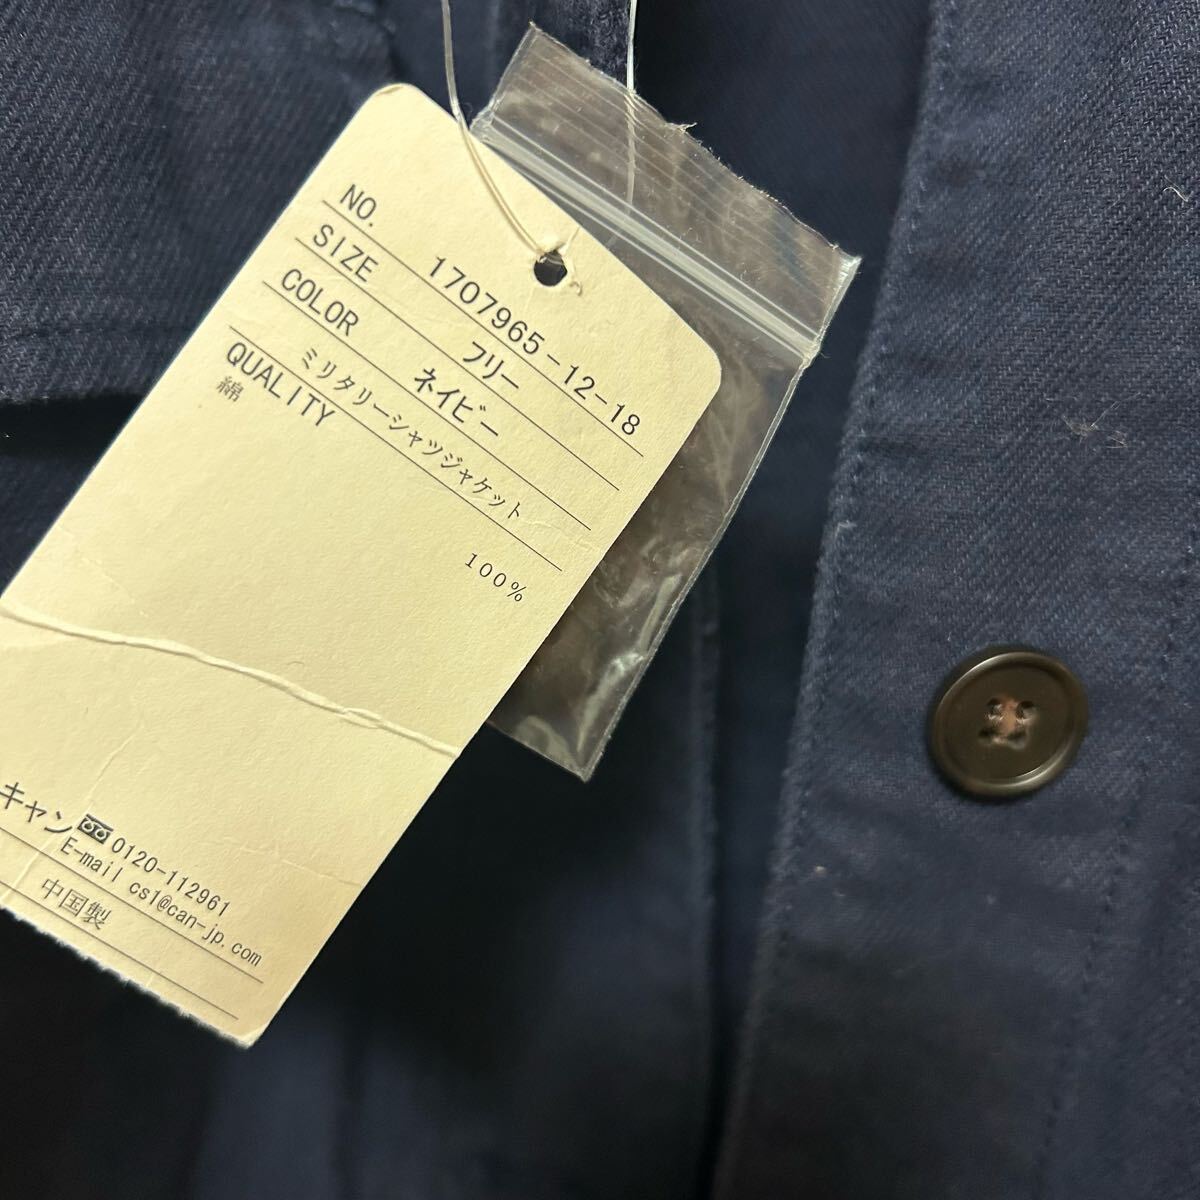 NO. 1707965-12-18
SIZE フリー
COLOR ネイビー
ミリタリーシャツジャケット
QUALITY
綿 100%
キャン 0120-112961
E-mail cs1@can-jp.com
中国製